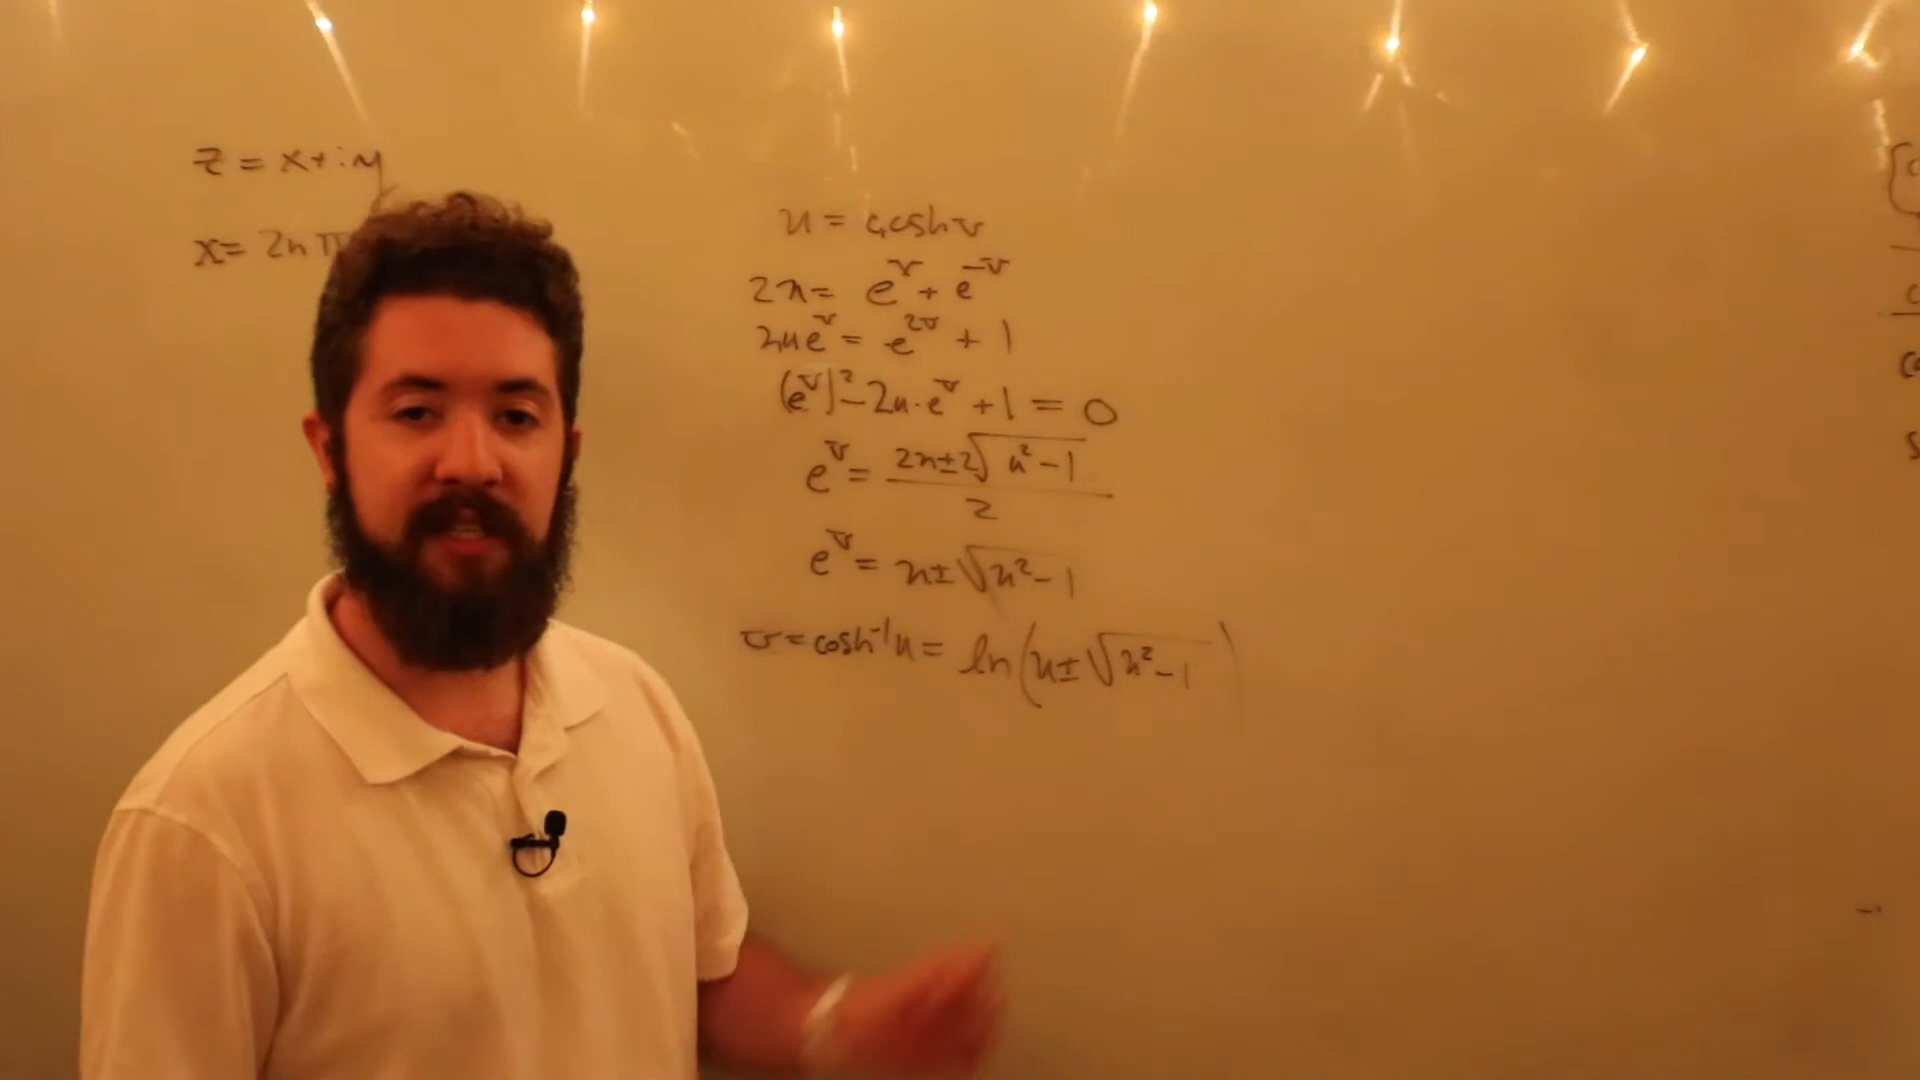 z = x+iy
x = 2nπ
u = coshv
2u = e^v + e^-v
2ue^v = e^2v + 1
(e^v)^2 - 2u·e^v + 1 = 0
e^v = (2u±2√(u^2-1))/2
e^v = u±√(u^2-1)
v = cosh^-1 u = ln(u±√(u^2-1))